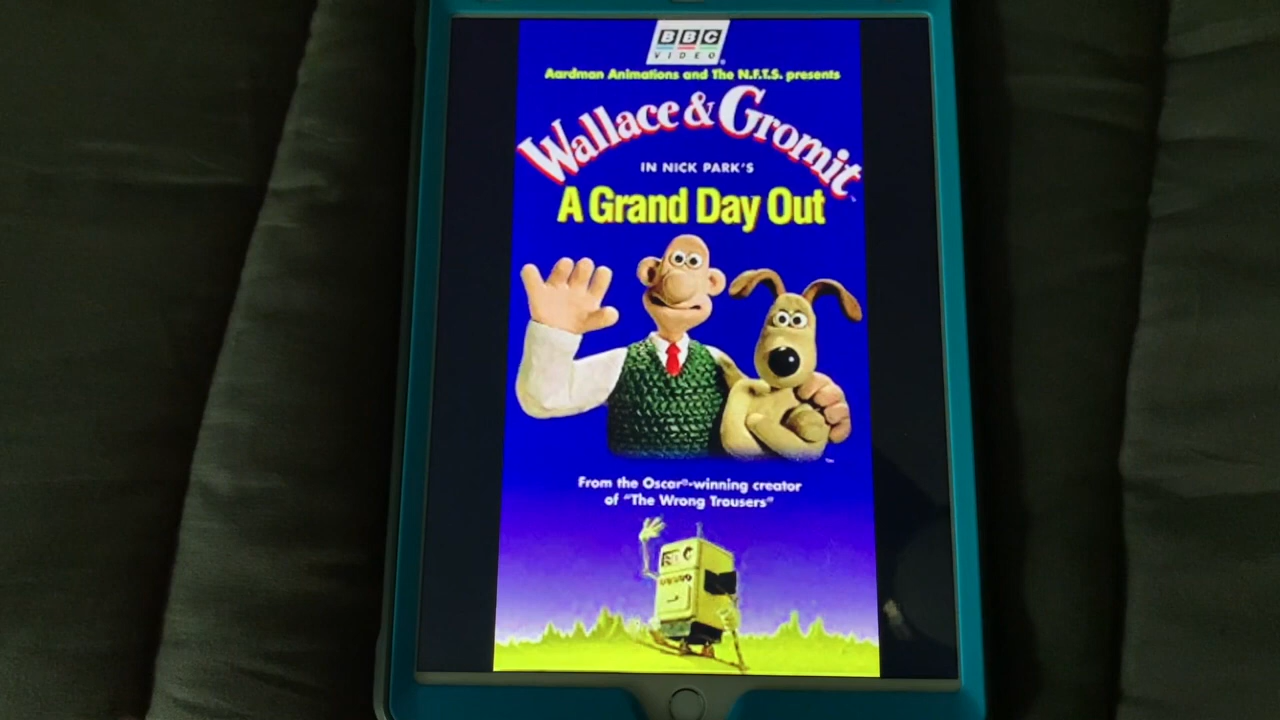 BBC
VIDEO
Aardman Animations and The N.F.T.S. presents
Wallace & Gromit
IN NICK PARK'S
A Grand Day Out
From the Oscar®-winning creator
of "The Wrong Trousers"